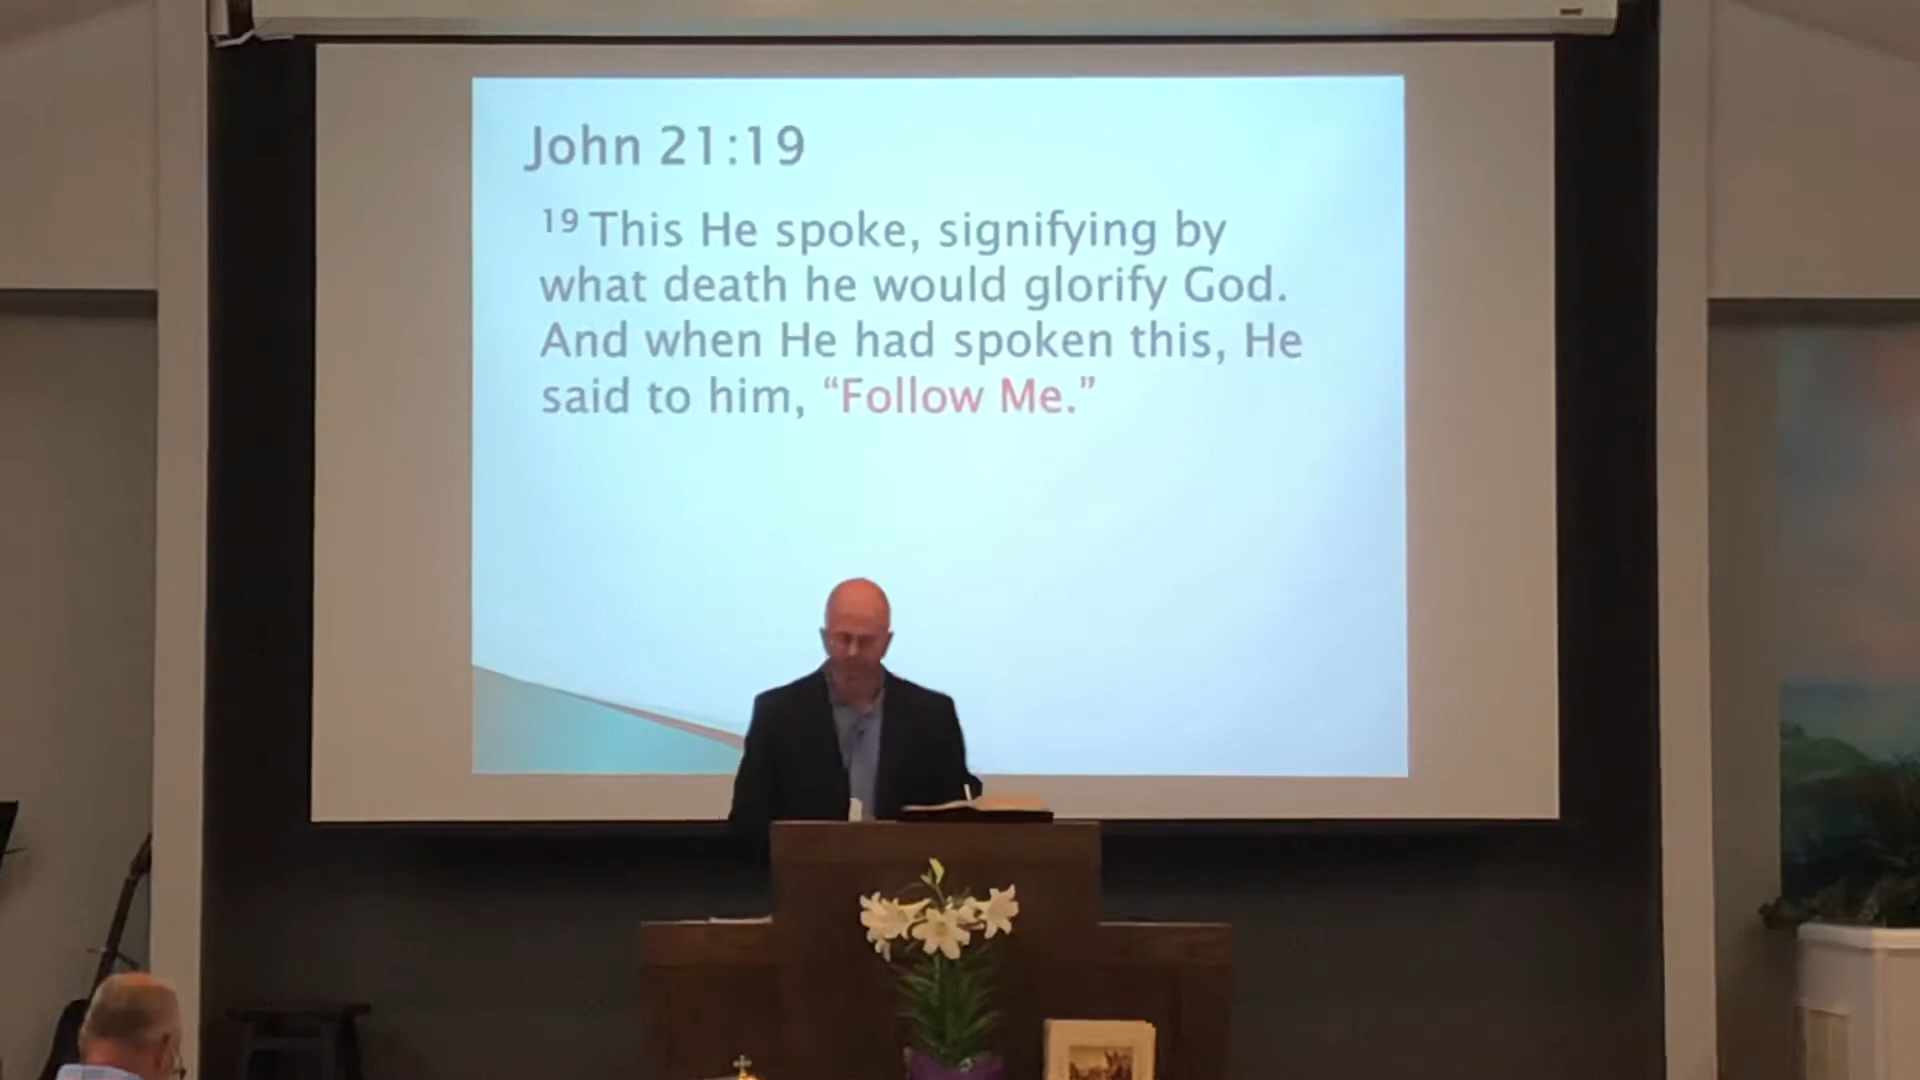 John 21:19
19 This He spoke, signifying by
what death he would glorify God.
And when He had spoken this, He
said to him, “Follow Me.”